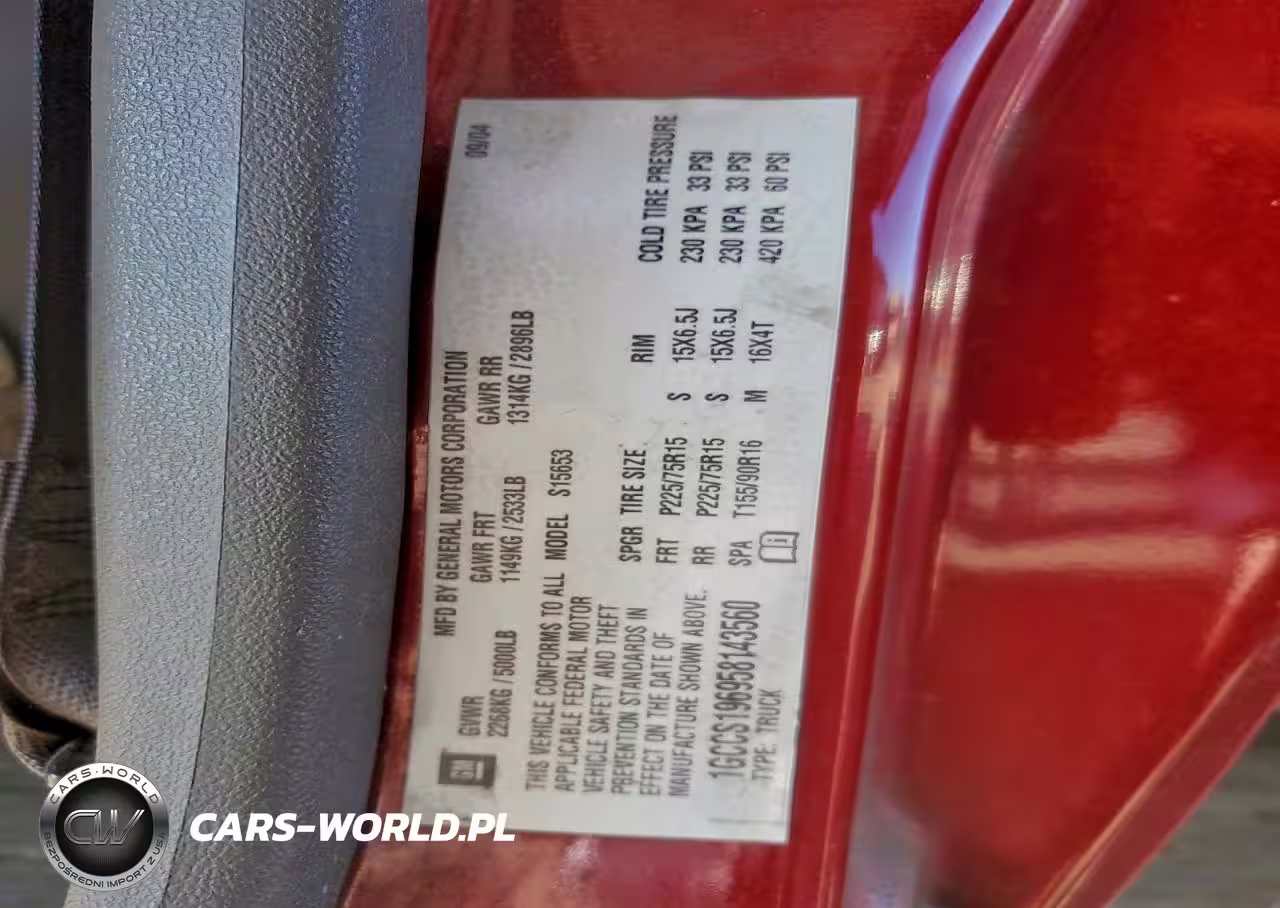 MFD BY GENERAL MOTORS CORPORATION
09/04
GM
GVWR
GAWR FRT
GAWR RR
2268KG / 5000LB
1149KG / 2533LB
1314KG / 2896LB
THIS VEHICLE CONFORMS TO ALL
APPLICABLE FEDERAL MOTOR
VEHICLE SAFETY AND THEFT
PREVENTION STANDARDS IN
EFFECT ON THE DATE OF
MANUFACTURE SHOWN ABOVE.
1GCCS196958143560
TYPE: TRUCK
MODEL S15653
SPGR TIRE SIZE RIM COLD TIRE PRESSURE
FRT P225/75R15 S 15X6.5J 230 KPA 33 PSI
RR P225/75R15 S 15X6.5J 230 KPA 33 PSI
SPA T155/90R16 M 16X4T 420 KPA 60 PSI
CARS-WORLD
CW
BEZPOŚREDNI IMPORT Z USA
CARS-WORLD.PL